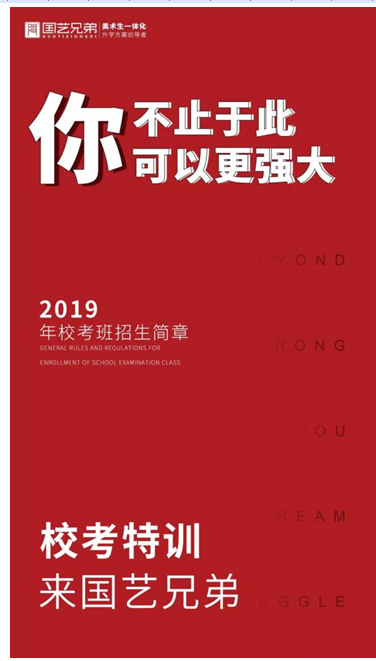 国艺兄弟 美术生一体化
GUOYIXIONGDI 升学方案创导者
你 不止于此
可以更强大
YOND
2019
年校考班招生简章
GENERAL RULES AND REGULATIONS FOR
RONG
ENROLLMENT OF SCHOOL EXAMINATION CLASS
OU
REAM
校考特训
来国艺兄弟
GGLE